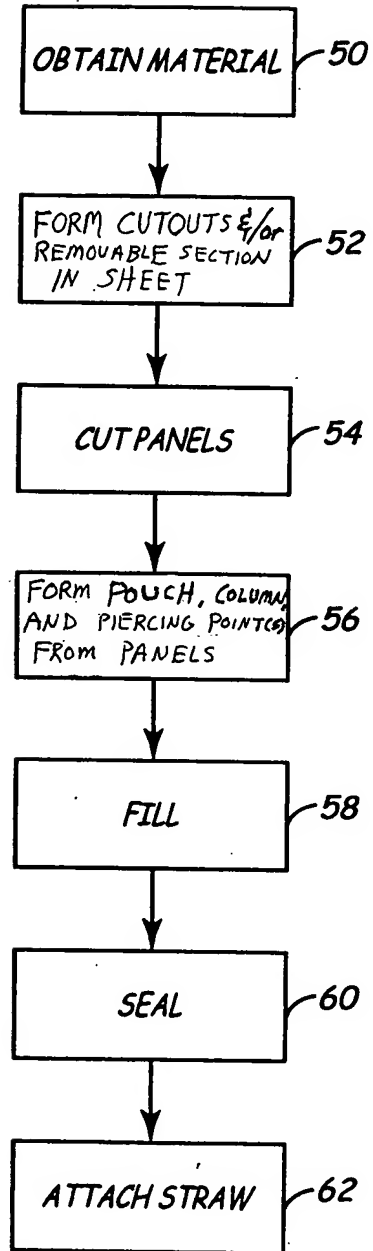 OBTAIN MATERIAL
50
FORM CUTOUTS &/or
REMOVABLE SECTION
IN SHEET
52
CUT PANELS
54
FORM POUCH, COLUMN,
AND PIERCING POINT(S)
FROM PANELS
56
FILL
58
SEAL
60
ATTACH STRAW
62